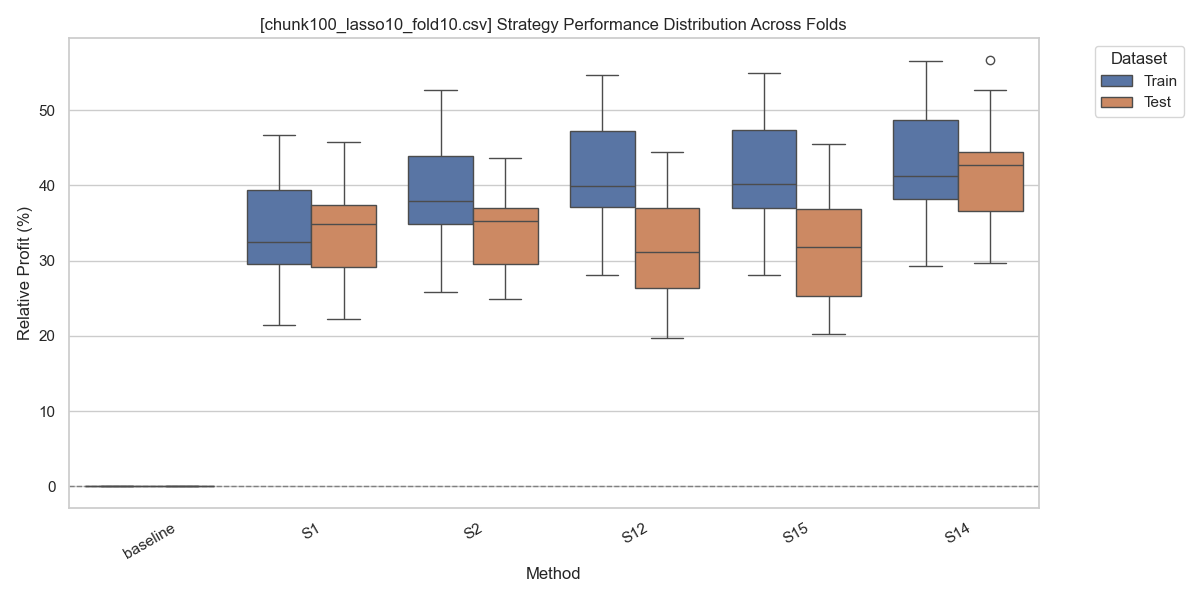 [chunk100_lasso10_fold10.csv] Strategy Performance Distribution Across Folds
Dataset
Train
Test
Relative Profit (%)
50
40
30
20
10
0
baseline
S1
S2
S12
S15
S14
Method